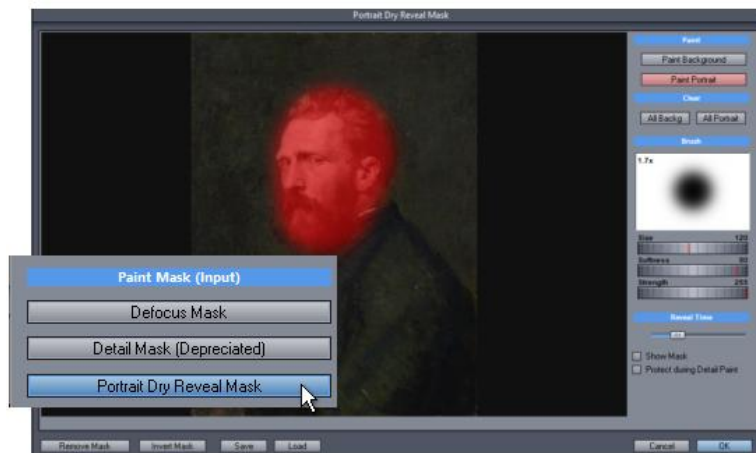 Portrait Dry Reveal Mask
Paint
Paint Background
Paint Portrait
Clear
All Backg
All Portrait
Brush
1.7x
Size 120
Softness 80
Strength 255
Reveal Time
Show Mask
Protect during Detail Paint
Paint Mask (Input)
Defocus Mask
Detail Mask (Depreciated)
Portrait Dry Reveal Mask
Remove Mask
Invert Mask
Save
Load
Cancel
OK